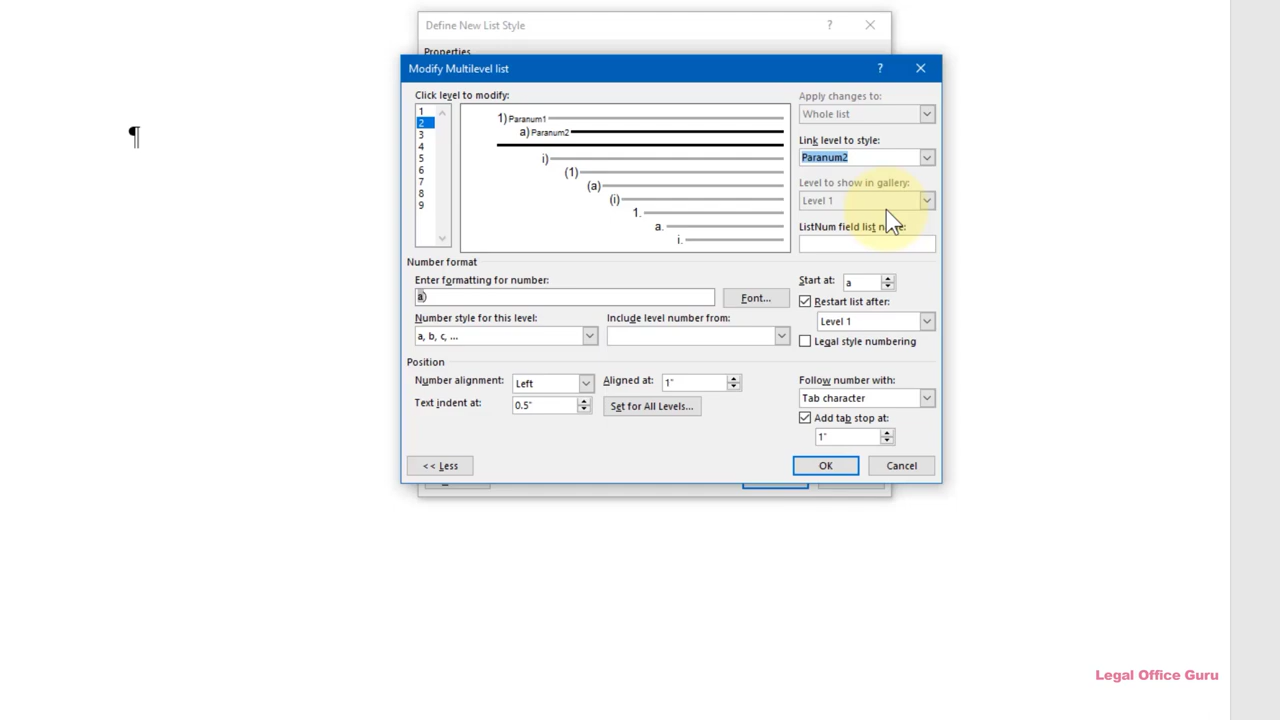 Define New List Style
?
Properties
Modify Multilevel list
?
Click level to modify:
1
2
3
4
5
6
7
8
9
1) Paranum1
a) Paranum2
i)
(1)
(a)
(i)
1.
a.
i.
Apply changes to:
Whole list
Link level to style:
Paranum2
Level to show in gallery:
Level 1
ListNum field list
¶
Number format
Enter formatting for number:
a)
Font...
Start at:
a
Restart list after:
Level 1
Legal style numbering
Number style for this level:
a, b, c, ...
Include level number from:
Position
Number alignment:
Left
Aligned at:
1"
Text indent at:
0.5"
Set for All Levels...
Follow number with:
Tab character
Add tab stop at:
1"
<< Less
OK
Cancel
Legal Office Guru